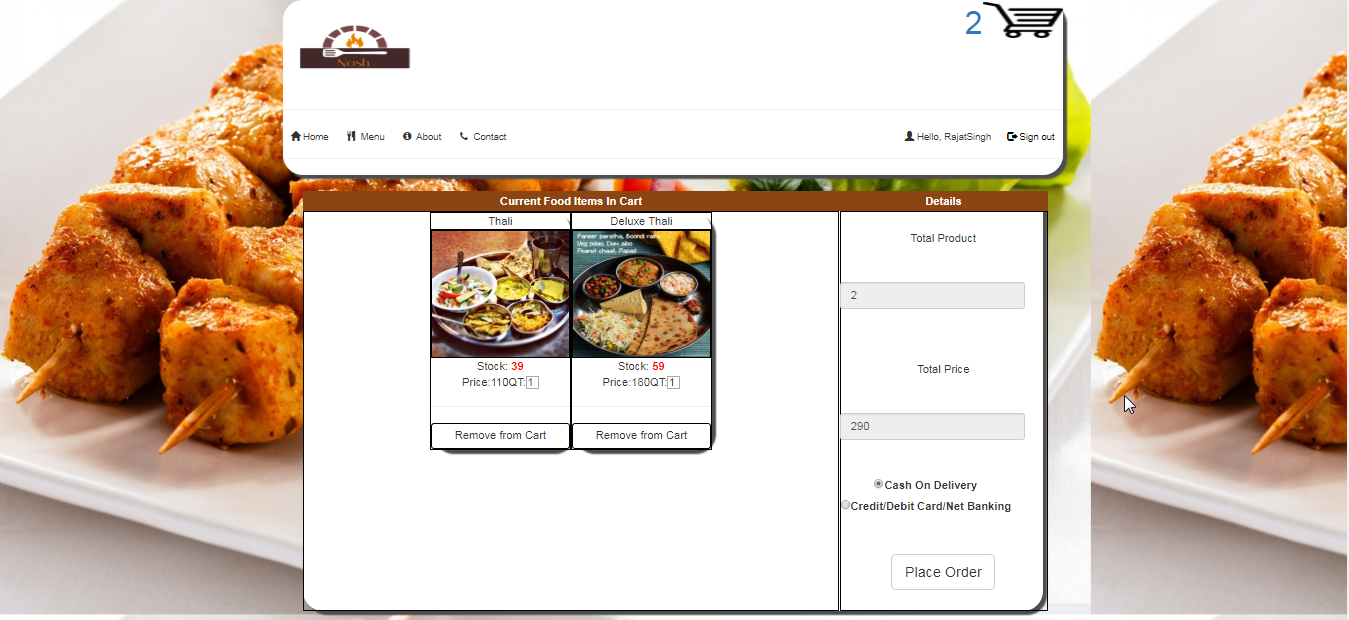 2
Nosh
Home Menu About Contact
Hello, RajatSingh Sign out
Current Food Items In Cart
Details
Thali
Deluxe Thali
Paneer paratha, Boondi raita
Veg pulao, Dam aloo
Peanut chaat, Papad
Stock: 39
Price:110QT:1
Remove from Cart
Stock: 59
Price:180QT:1
Remove from Cart
Total Product
2
Total Price
290
Cash On Delivery
Credit/Debit Card/Net Banking
Place Order